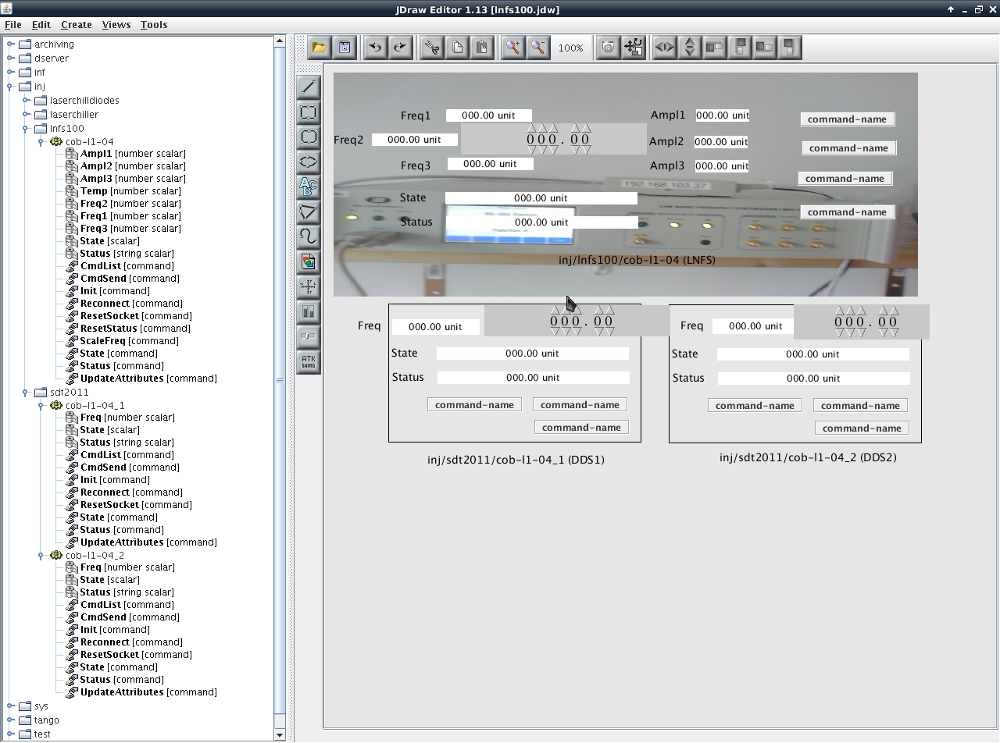 JDraw Editor 1.13 [lnfs100.jdw]
File Edit Create Views Tools
archiving
dserver
inf
inj
laserchilldiodes
laserchiller
lnfs100
cob-l1-04
Ampl1 [number scalar]
Ampl2 [number scalar]
Ampl3 [number scalar]
Temp [number scalar]
Freq2 [number scalar]
Freq1 [number scalar]
Freq3 [number scalar]
State [scalar]
Status [string scalar]
CmdList [command]
CmdSend [command]
Init [command]
Reconnect [command]
ResetSocket [command]
ResetStatus [command]
ScaleFreq [command]
State [command]
Status [command]
UpdateAttributes [command]
sdt2011
cob-l1-04_1
Freq [number scalar]
State [scalar]
Status [string scalar]
CmdList [command]
CmdSend [command]
Init [command]
Reconnect [command]
ResetSocket [command]
State [command]
Status [command]
UpdateAttributes [command]
cob-l1-04_2
Freq [number scalar]
State [scalar]
Status [string scalar]
CmdList [command]
CmdSend [command]
Init [command]
Reconnect [command]
ResetSocket [command]
State [command]
Status [command]
UpdateAttributes [command]
sys
tango
test
100%
ABC
ATK
SWING
Freq1 000.00 unit Ampl1 000.00 unit command-name
Freq2 000.00 unit 000.00 Ampl2 000.00 unit command-name
Freq3 000.00 unit Ampl3 000.00 unit command-name
192.168.103.37
State 000.00 unit command-name
RS-232 Control
Status 000.00 unit
inj/lnfs100/cob-l1-04 (LNFS)
Freq 000.00 unit 000.00
State 000.00 unit
Status 000.00 unit
command-name command-name
command-name
inj/sdt2011/cob-l1-04_1 (DDS1)
Freq 000.00 unit 000.00
State 000.00 unit
Status 000.00 unit
command-name command-name
command-name
inj/sdt2011/cob-l1-04_2 (DDS2)